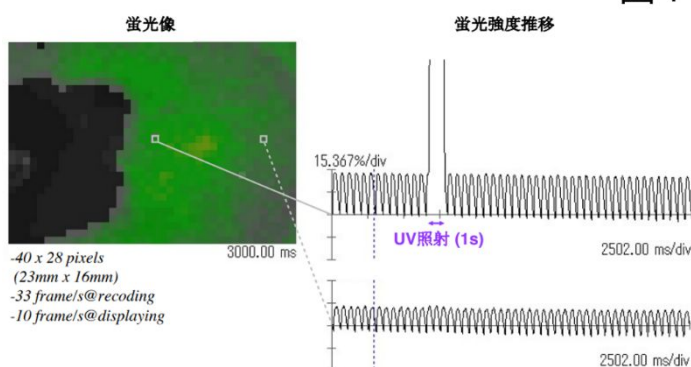 蛍光像
蛍光強度推移
15.367%/div
UV照射 (1s)
3000.00 ms
2502.00 ms/div
-40 x 28 pixels
(23mm x 16mm)
-33 frame/s@recoding
-10 frame/s@displaying
2502.00 ms/div